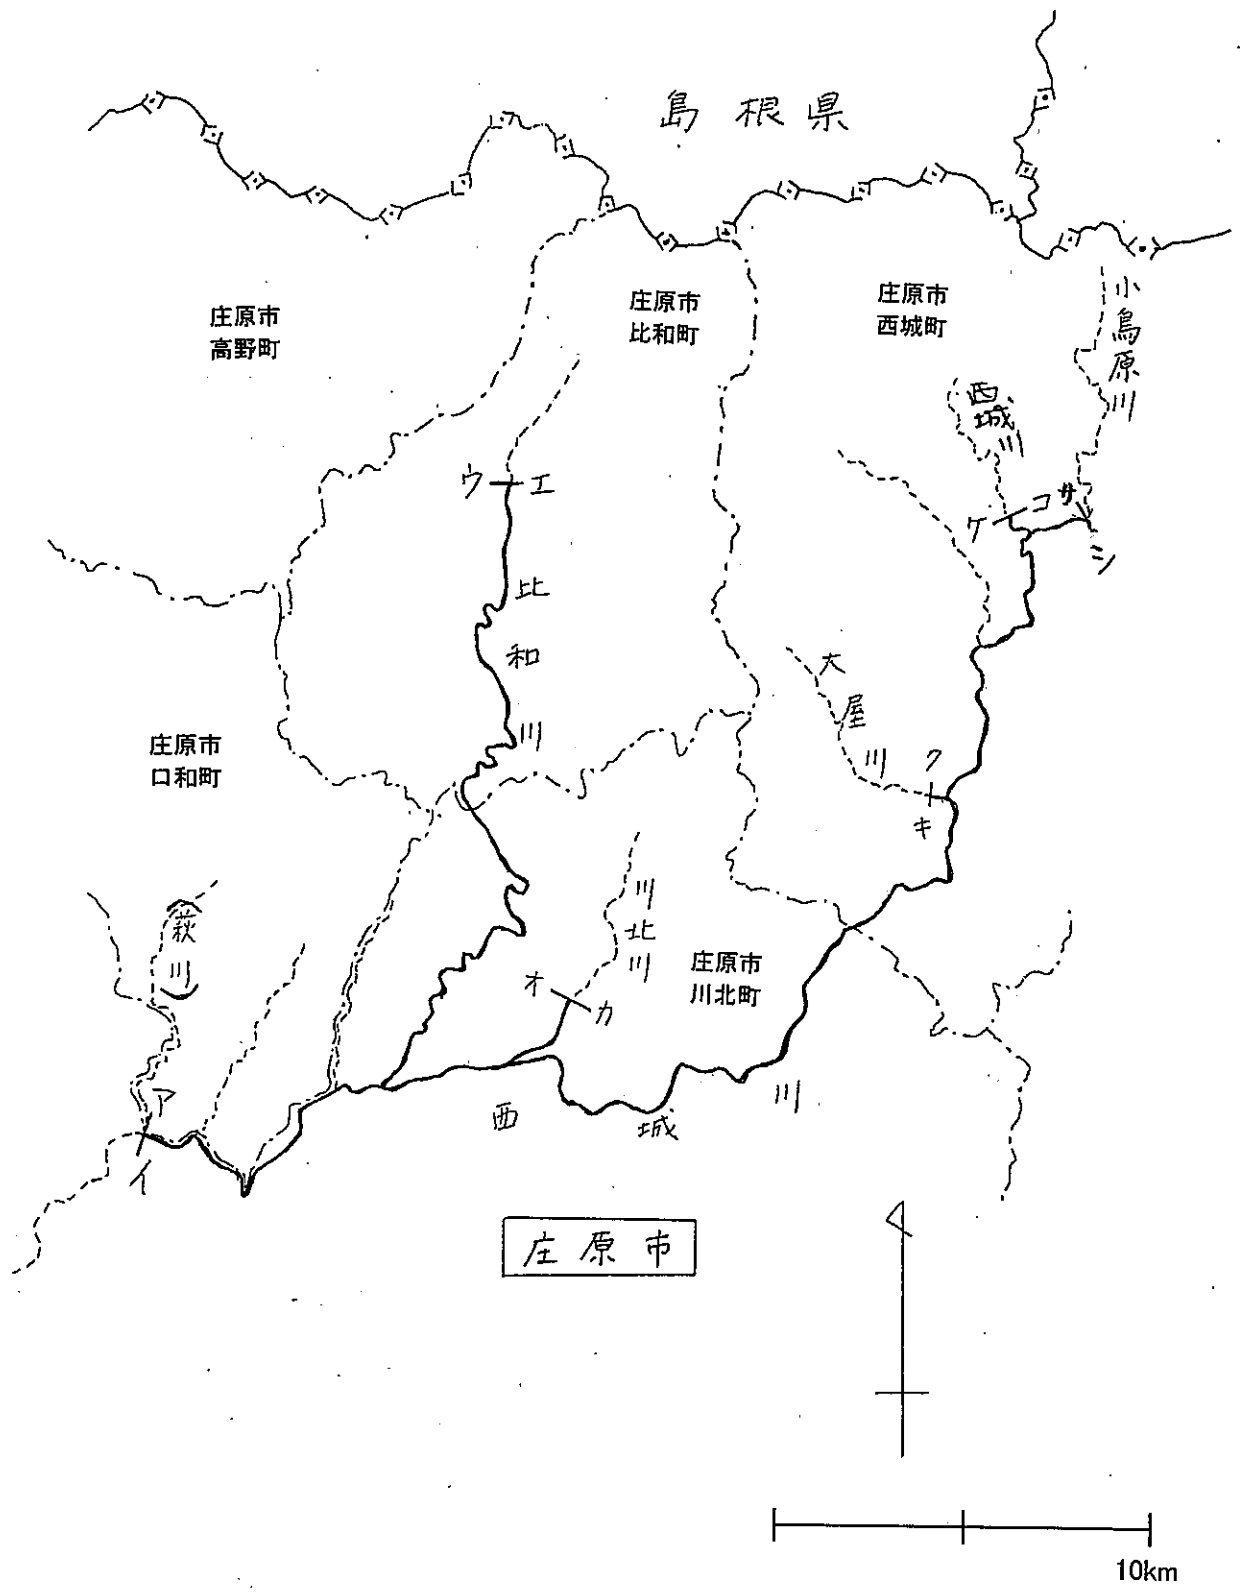 島根県
庄原市
高野町
庄原市
比和町
庄原市
西城町
小鳥原川
西城川
ウ
エ
ケ
コ
サ
シ
比和川
大屋川
ク
キ
庄原市
口和町
萩川
川北川
庄原市
川北町
オ
カ
ア
イ
西城川
庄原市
10km